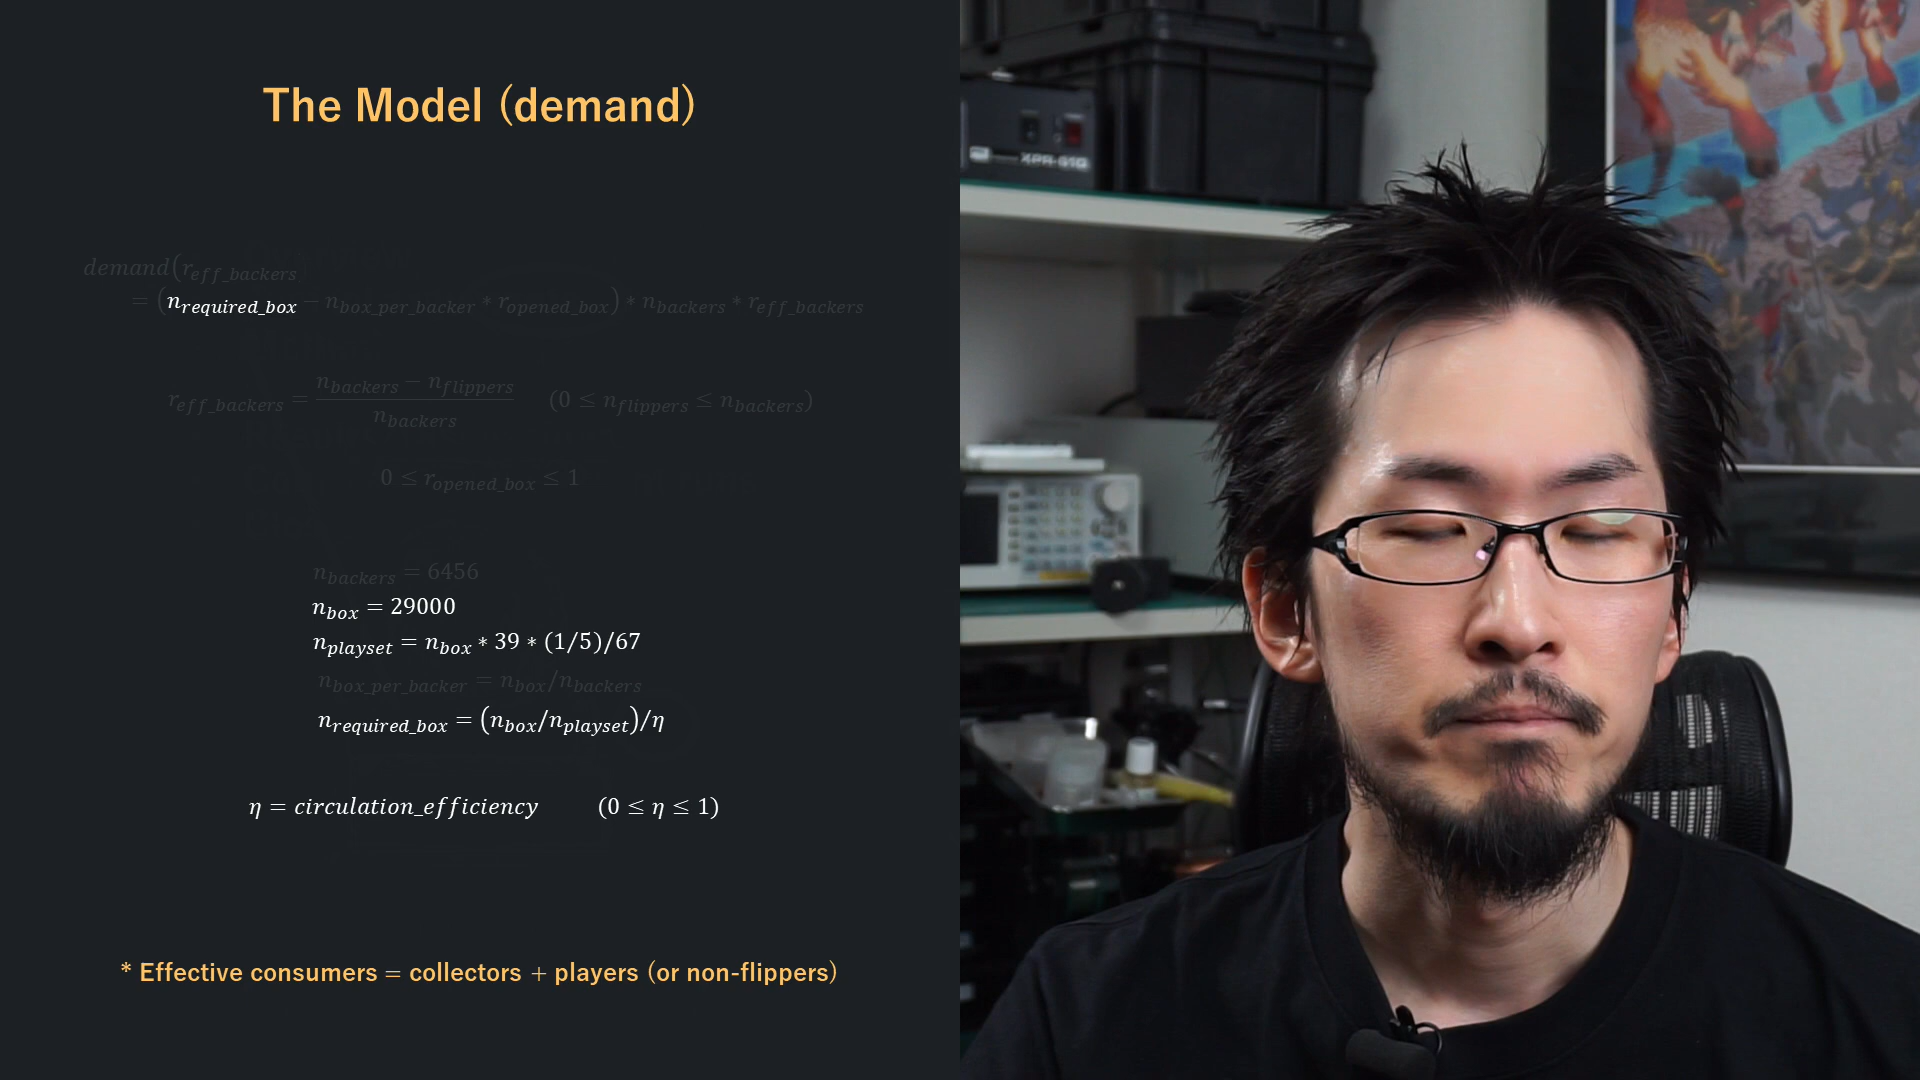 The Model (demand)
demand(r_eff_backers)
= (n_required_box − n_box_per_backer * r_opened_box) * n_backers * r_eff_backers
r_eff_backers = (n_backers − n_flippers) / n_backers (0 ≤ n_flippers ≤ n_backers)
0 ≤ r_opened_box ≤ 1
n_backers = 6456
n_box = 29000
n_playset = n_box * 39 * (1/5)/67
n_box_per_backer = n_box/n_backers
n_required_box = (n_box/n_playset)/η
η = circulation_efficiency (0 ≤ η ≤ 1)
* Effective consumers = collectors + players (or non-flippers)
XPR-61G